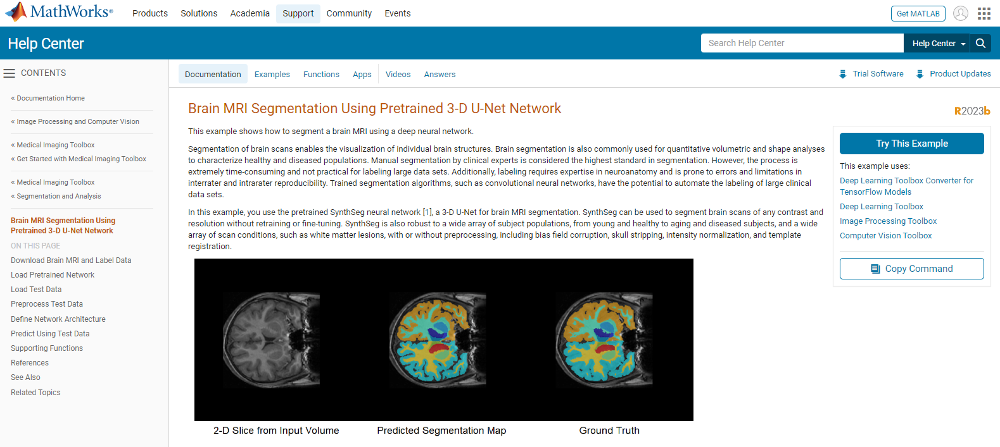 MathWorks®
Products Solutions Academia Support Community Events
Get MATLAB
Help Center
Search Help Center
Help Center
CONTENTS
Documentation Examples Functions Apps Videos Answers
Trial Software Product Updates
« Documentation Home
« Image Processing and Computer Vision
« Medical Imaging Toolbox
« Get Started with Medical Imaging Toolbox
« Medical Imaging Toolbox
« Segmentation and Analysis
Brain MRI Segmentation Using
Pretrained 3-D U-Net Network
ON THIS PAGE
Download Brain MRI and Label Data
Load Pretrained Network
Load Test Data
Preprocess Test Data
Define Network Architecture
Predict Using Test Data
Supporting Functions
References
See Also
Related Topics
Brain MRI Segmentation Using Pretrained 3-D U-Net Network
R2023b
This example shows how to segment a brain MRI using a deep neural network.
Segmentation of brain scans enables the visualization of individual brain structures. Brain segmentation is also commonly used for quantitative volumetric and shape analyses
to characterize healthy and diseased populations. Manual segmentation by clinical experts is considered the highest standard in segmentation. However, the process is
extremely time-consuming and not practical for labeling large data sets. Additionally, labeling requires expertise in neuroanatomy and is prone to errors and limitations in
interrater and intrarater reproducibility. Trained segmentation algorithms, such as convolutional neural networks, have the potential to automate the labeling of large clinical
data sets.
In this example, you use the pretrained SynthSeg neural network [1], a 3-D U-Net for brain MRI segmentation. SynthSeg can be used to segment brain scans of any contrast and
resolution without retraining or fine-tuning. SynthSeg is also robust to a wide array of subject populations, from young and healthy to aging and diseased subjects, and a wide
array of scan conditions, such as white matter lesions, with or without preprocessing, including bias field corruption, skull stripping, intensity normalization, and template
registration.
2-D Slice from Input Volume
Predicted Segmentation Map
Ground Truth
Try This Example
This example uses:
Deep Learning Toolbox Converter for
TensorFlow Models
Deep Learning Toolbox
Image Processing Toolbox
Computer Vision Toolbox
Copy Command